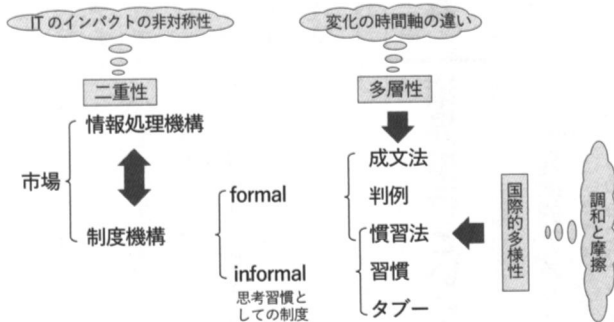 ITのインパクトの非対称性
変化の時間軸の違い
二重性
多層性
情報処理機構
市場
制度機構
formal
informal
思考習慣と
しての制度
成文法
判例
慣習法
習慣
タブー
国際的多様性
調和と摩擦